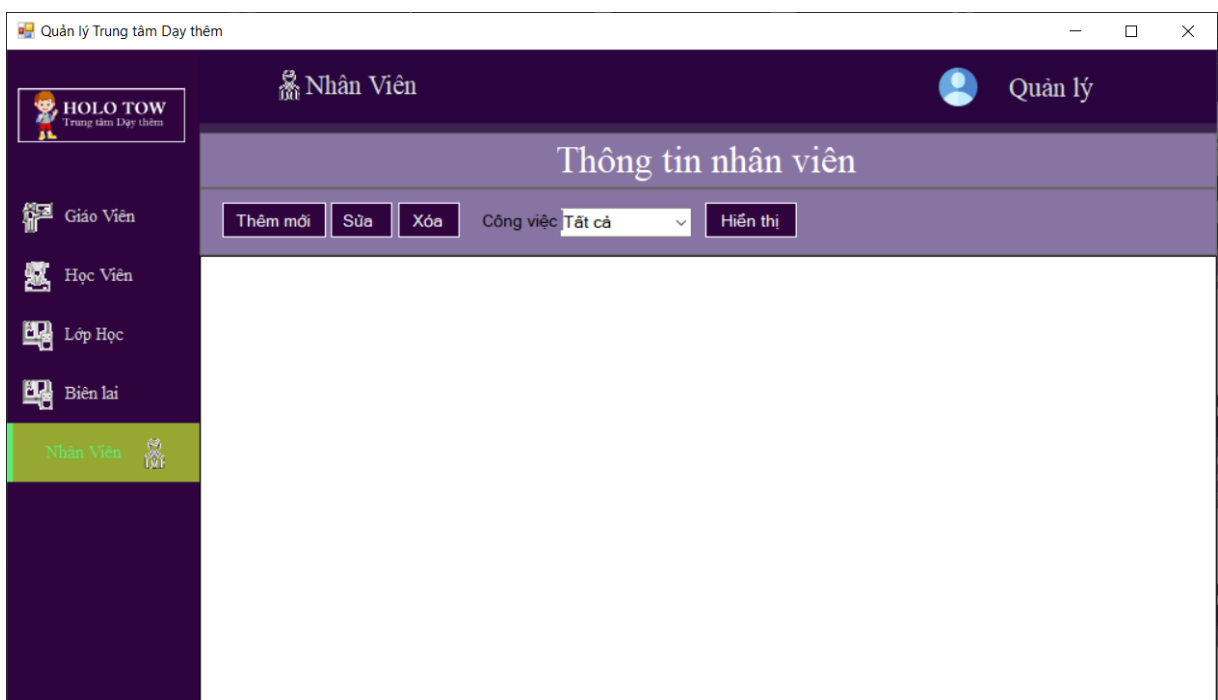 Quản lý Trung tâm Dạy thêm
Nhân Viên
Quản lý
HOLO TOW
Trung tâm Dạy thêm
Thông tin nhân viên
Thêm mới Sửa Xóa Công việc Tất cả Hiển thị
Giáo Viên
Học Viên
Lớp Học
Biên lai
Nhân Viên